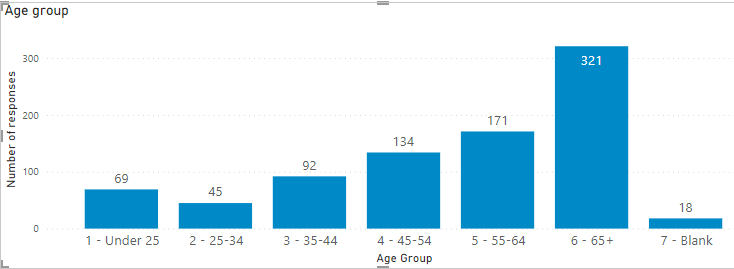 Age group
Number of responses
300
200
100
0
69
45
92
134
171
321
18
1 - Under 25
2 - 25-34
3 - 35-44
4 - 45-54
5 - 55-64
6 - 65+
7 - Blank
Age Group